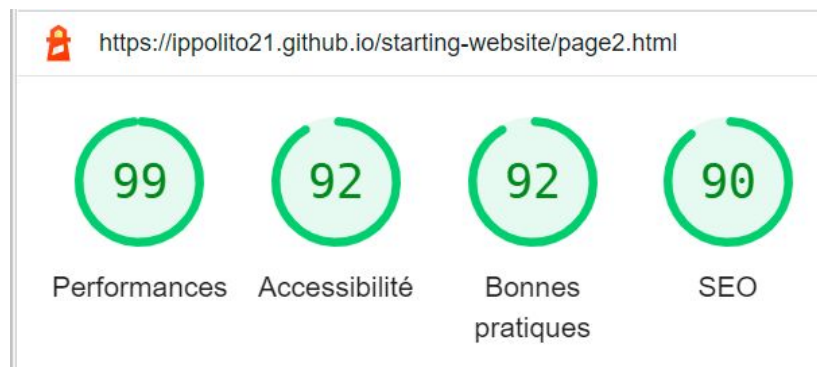 https://ippolito21.github.io/starting-website/page2.html
99
92
92
90
Performances
Accessibilité
Bonnes
pratiques
SEO